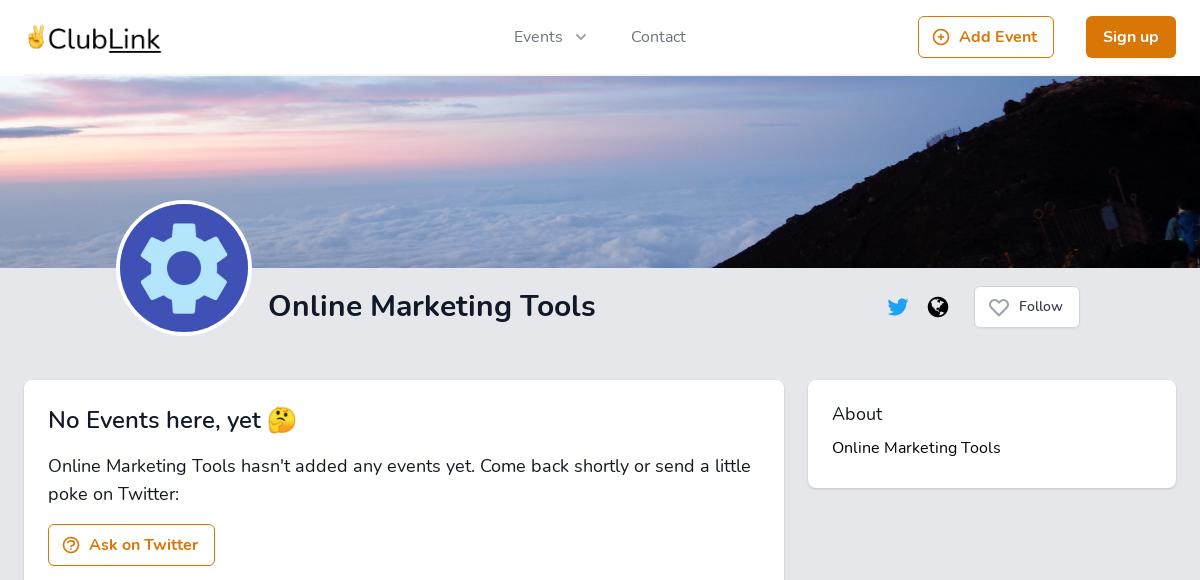 ✌️ClubLink
Events
Contact
Add Event
Sign up
Online Marketing Tools
Follow
No Events here, yet 🤔
Online Marketing Tools hasn't added any events yet. Come back shortly or send a little
poke on Twitter:
Ask on Twitter
About
Online Marketing Tools